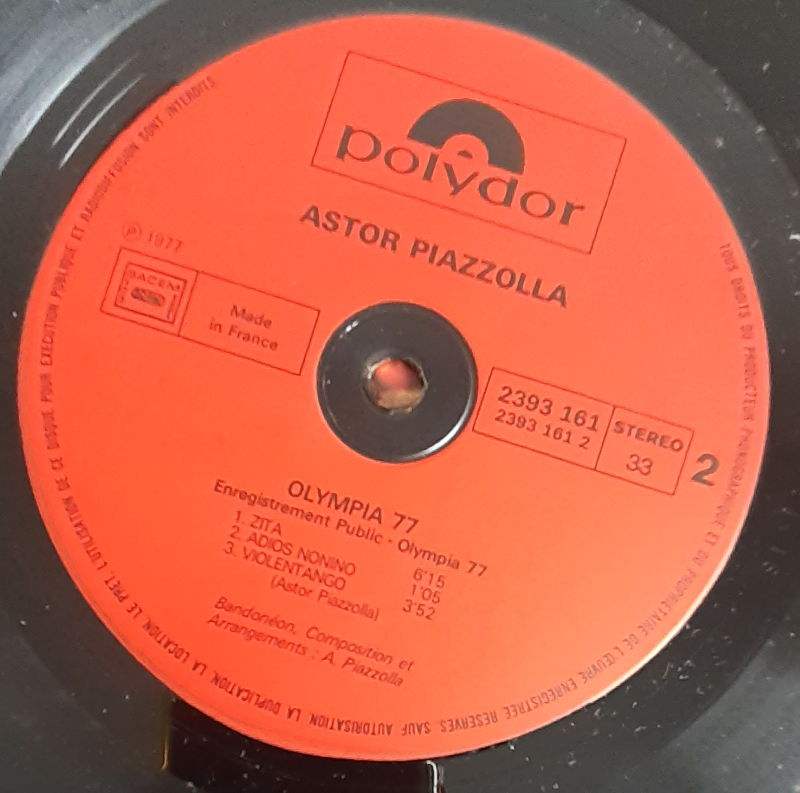 polydor
ASTOR PIAZZOLLA
Ⓟ 1977
SACEM
Made
in France
2393 161
2393 161 2
STEREO
33
2
OLYMPIA 77
Enregistrement Public - Olympia 77
1. ZITA 6'15
2. ADIOS NONINO 1'05
3. VIOLENTANGO 3'52
(Astor Piazzolla)
Bandonéon, Composition et
Arrangements : A. Piazzolla
TOUS DROITS DU PRODUCTEUR PHONOGRAPHIQUE ET DU PROPRIETAIRE DE L'ŒUVRE ENREGISTREE RESERVES. SAUF AUTORISATION, LA DUPLICATION, LA LOCATION, LE PRET, L'UTILISATION DE CE DISQUE POUR EXECUTION PUBLIQUE ET RADIODIFFUSION SONT INTERDITS.